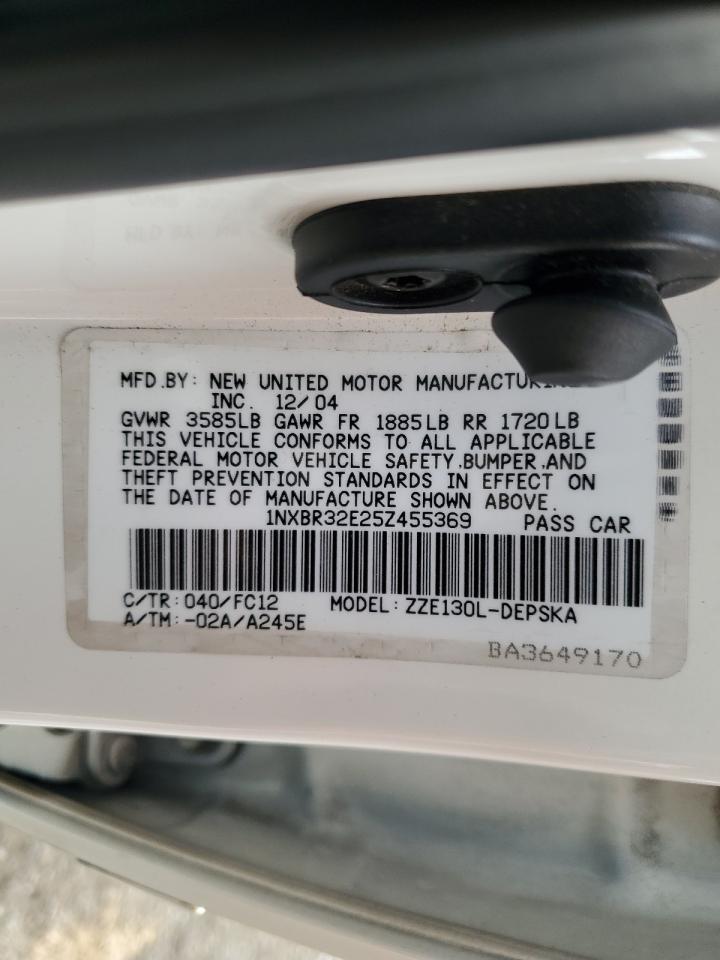 MFD.BY: NEW UNITED MOTOR
INC. 12/04
GVWR 3585LB GAWR FR 1885LB RR 1720LB
THIS VEHICLE CONFORMS TO ALL APPLICABLE
FEDERAL MOTOR VEHICLE SAFETY,BUMPER,AND
THEFT PREVENTION STANDARDS IN EFFECT ON
THE DATE OF MANUFACTURE SHOWN ABOVE.
1NXBR32E25Z455369 PASS CAR
C/TR:040/FC12 MODEL:ZZE130L-DEPSKA
A/TM:-02A/A245E
BA3649170